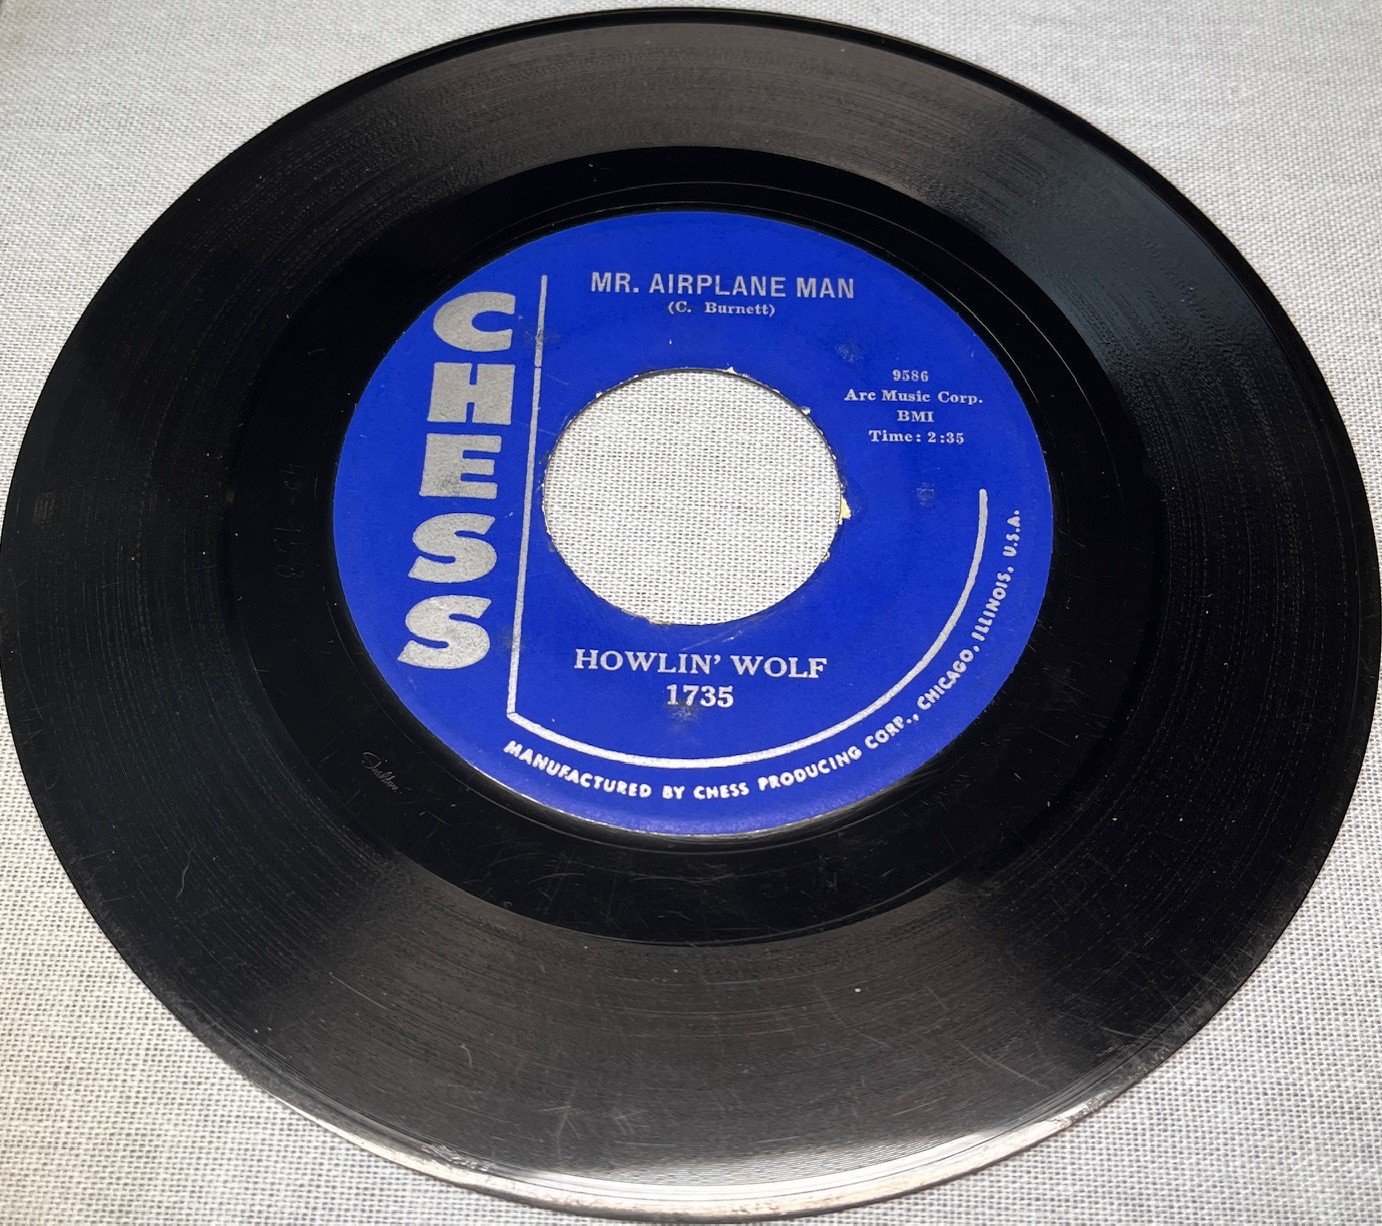 CHESS
MR. AIRPLANE MAN
(C. Burnett)
9586
Arc Music Corp.
BMI
Time: 2:35
HOWLIN' WOLF
1735
MANUFACTURED BY CHESS PRODUCING CORP., CHICAGO, ILLINOIS, U.S.A.